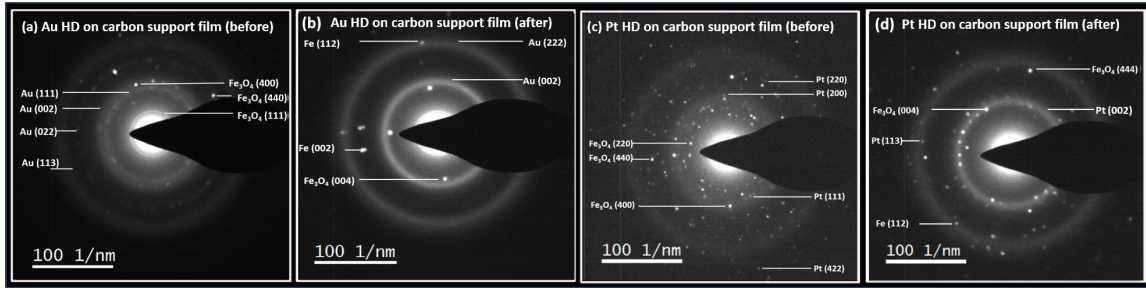 (a) Au HD on carbon support film (before)
Fe₃O₄ (400)
Au (111)
Fe₃O₄ (440)
Au (002)
Fe₃O₄ (111)
Au (022)
Au (113)
100 1/nm
(b) Au HD on carbon support film (after)
Fe (112)
Au (222)
Au (002)
Fe (002)
Fe₃O₄ (004)
100 1/nm
(c) Pt HD on carbon support film (before)
Pt (220)
Pt (200)
Fe₃O₄ (220)
Fe₃O₄ (440)
Pt (111)
Fe₃O₄ (400)
100 1/nm
Pt (422)
(d) Pt HD on carbon support film (after)
Fe₃O₄ (444)
Fe₃O₄ (004)
Pt (002)
Pt (113)
Fe (112)
100 1/nm